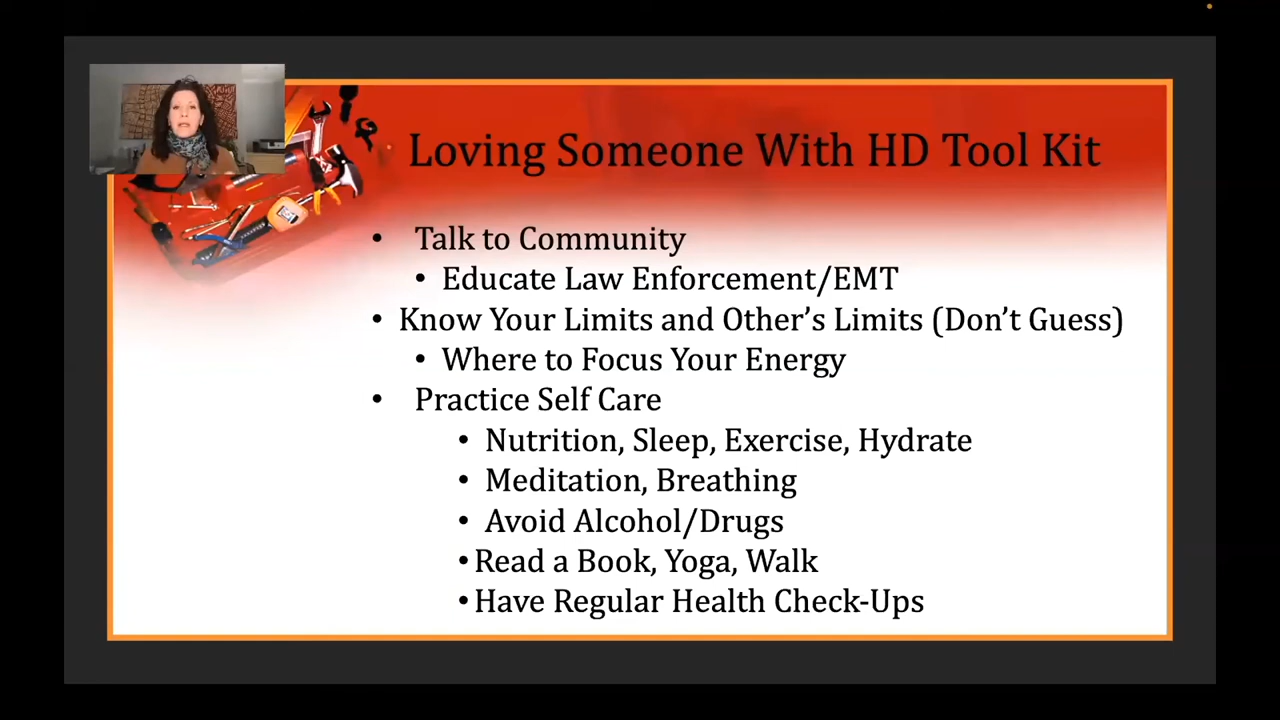 Loving Someone With HD Tool Kit
• Talk to Community
• Educate Law Enforcement/EMT
• Know Your Limits and Other's Limits (Don't Guess)
• Where to Focus Your Energy
• Practice Self Care
• Nutrition, Sleep, Exercise, Hydrate
• Meditation, Breathing
• Avoid Alcohol/Drugs
• Read a Book, Yoga, Walk
• Have Regular Health Check-Ups